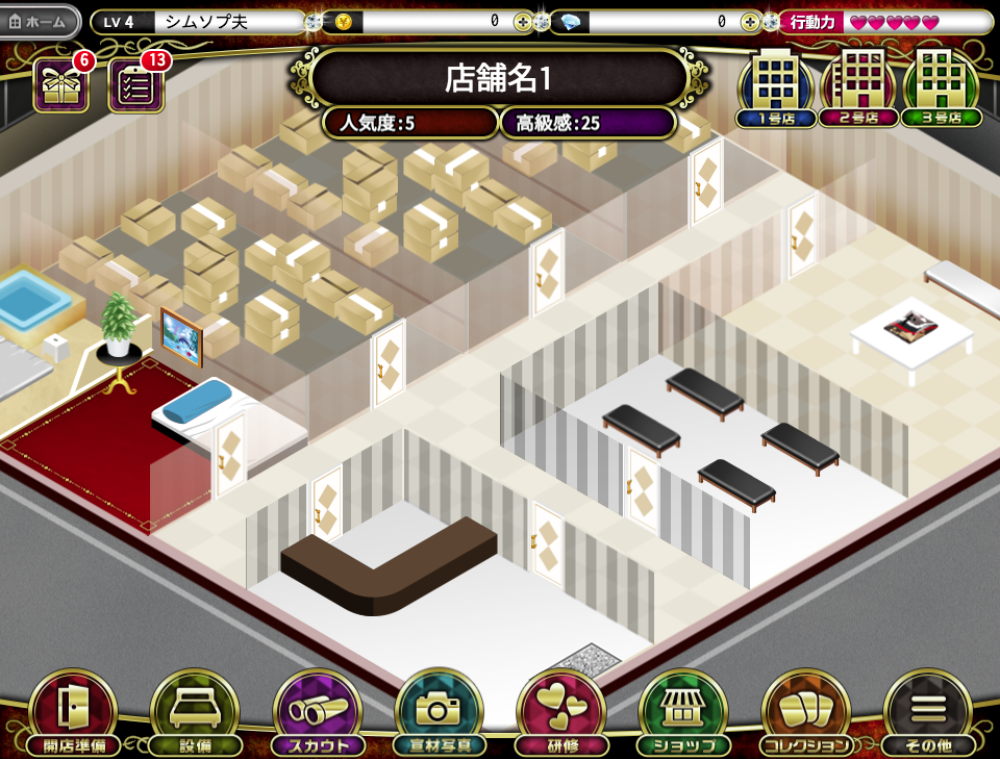 ホーム
LV 4
シムソプ夫
0
0
行動力
6
13
店舗名1
人気度:5
高級感:25
1号店
2号店
3号店
開店準備
設備
スカウト
宣材写真
研修
ショップ
コレクション
その他